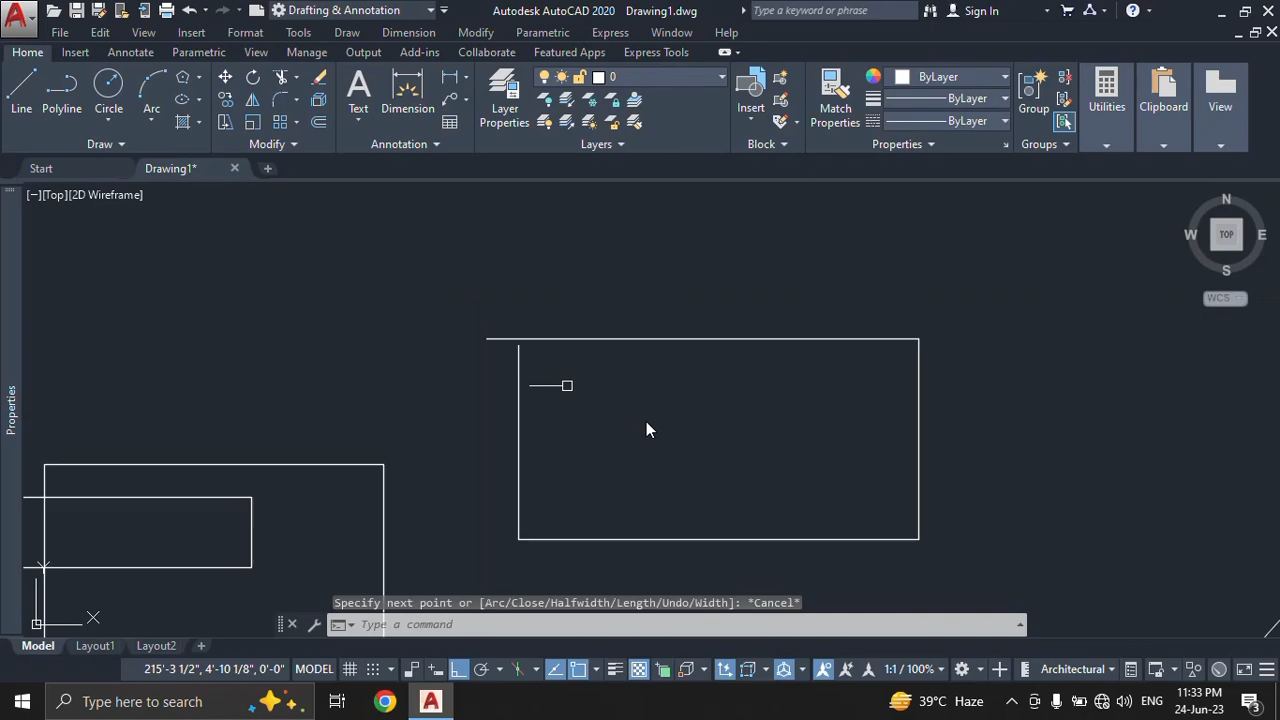 Drafting & Annotation
Autodesk AutoCAD 2020 Drawing1.dwg
Type a keyword or phrase
Sign In
File Edit View Insert Format Tools Draw Dimension Modify Parametric Express Window Help
Home Insert Annotate Parametric View Manage Output Add-ins Collaborate Featured Apps Express Tools
Line Polyline Circle Arc
Text Dimension
Layer Properties
0
Insert
Match Properties
ByLayer
ByLayer
ByLayer
Group
Utilities
Clipboard
View
Draw Modify Annotation Layers Block Properties Groups
Start Drawing1*
[−][Top][2D Wireframe]
N
W TOP E
S
WCS
Properties
Specify next point or [Arc/Close/Halfwidth/Length/Undo/Width]: *Cancel*
Type a command
Model Layout1 Layout2
215'-3 1/2", 4'-10 1/8", 0'-0" MODEL 1:1 / 100% Architectural
Type here to search
39°C Haze
ENG
11:33 PM
24-Jun-23
3